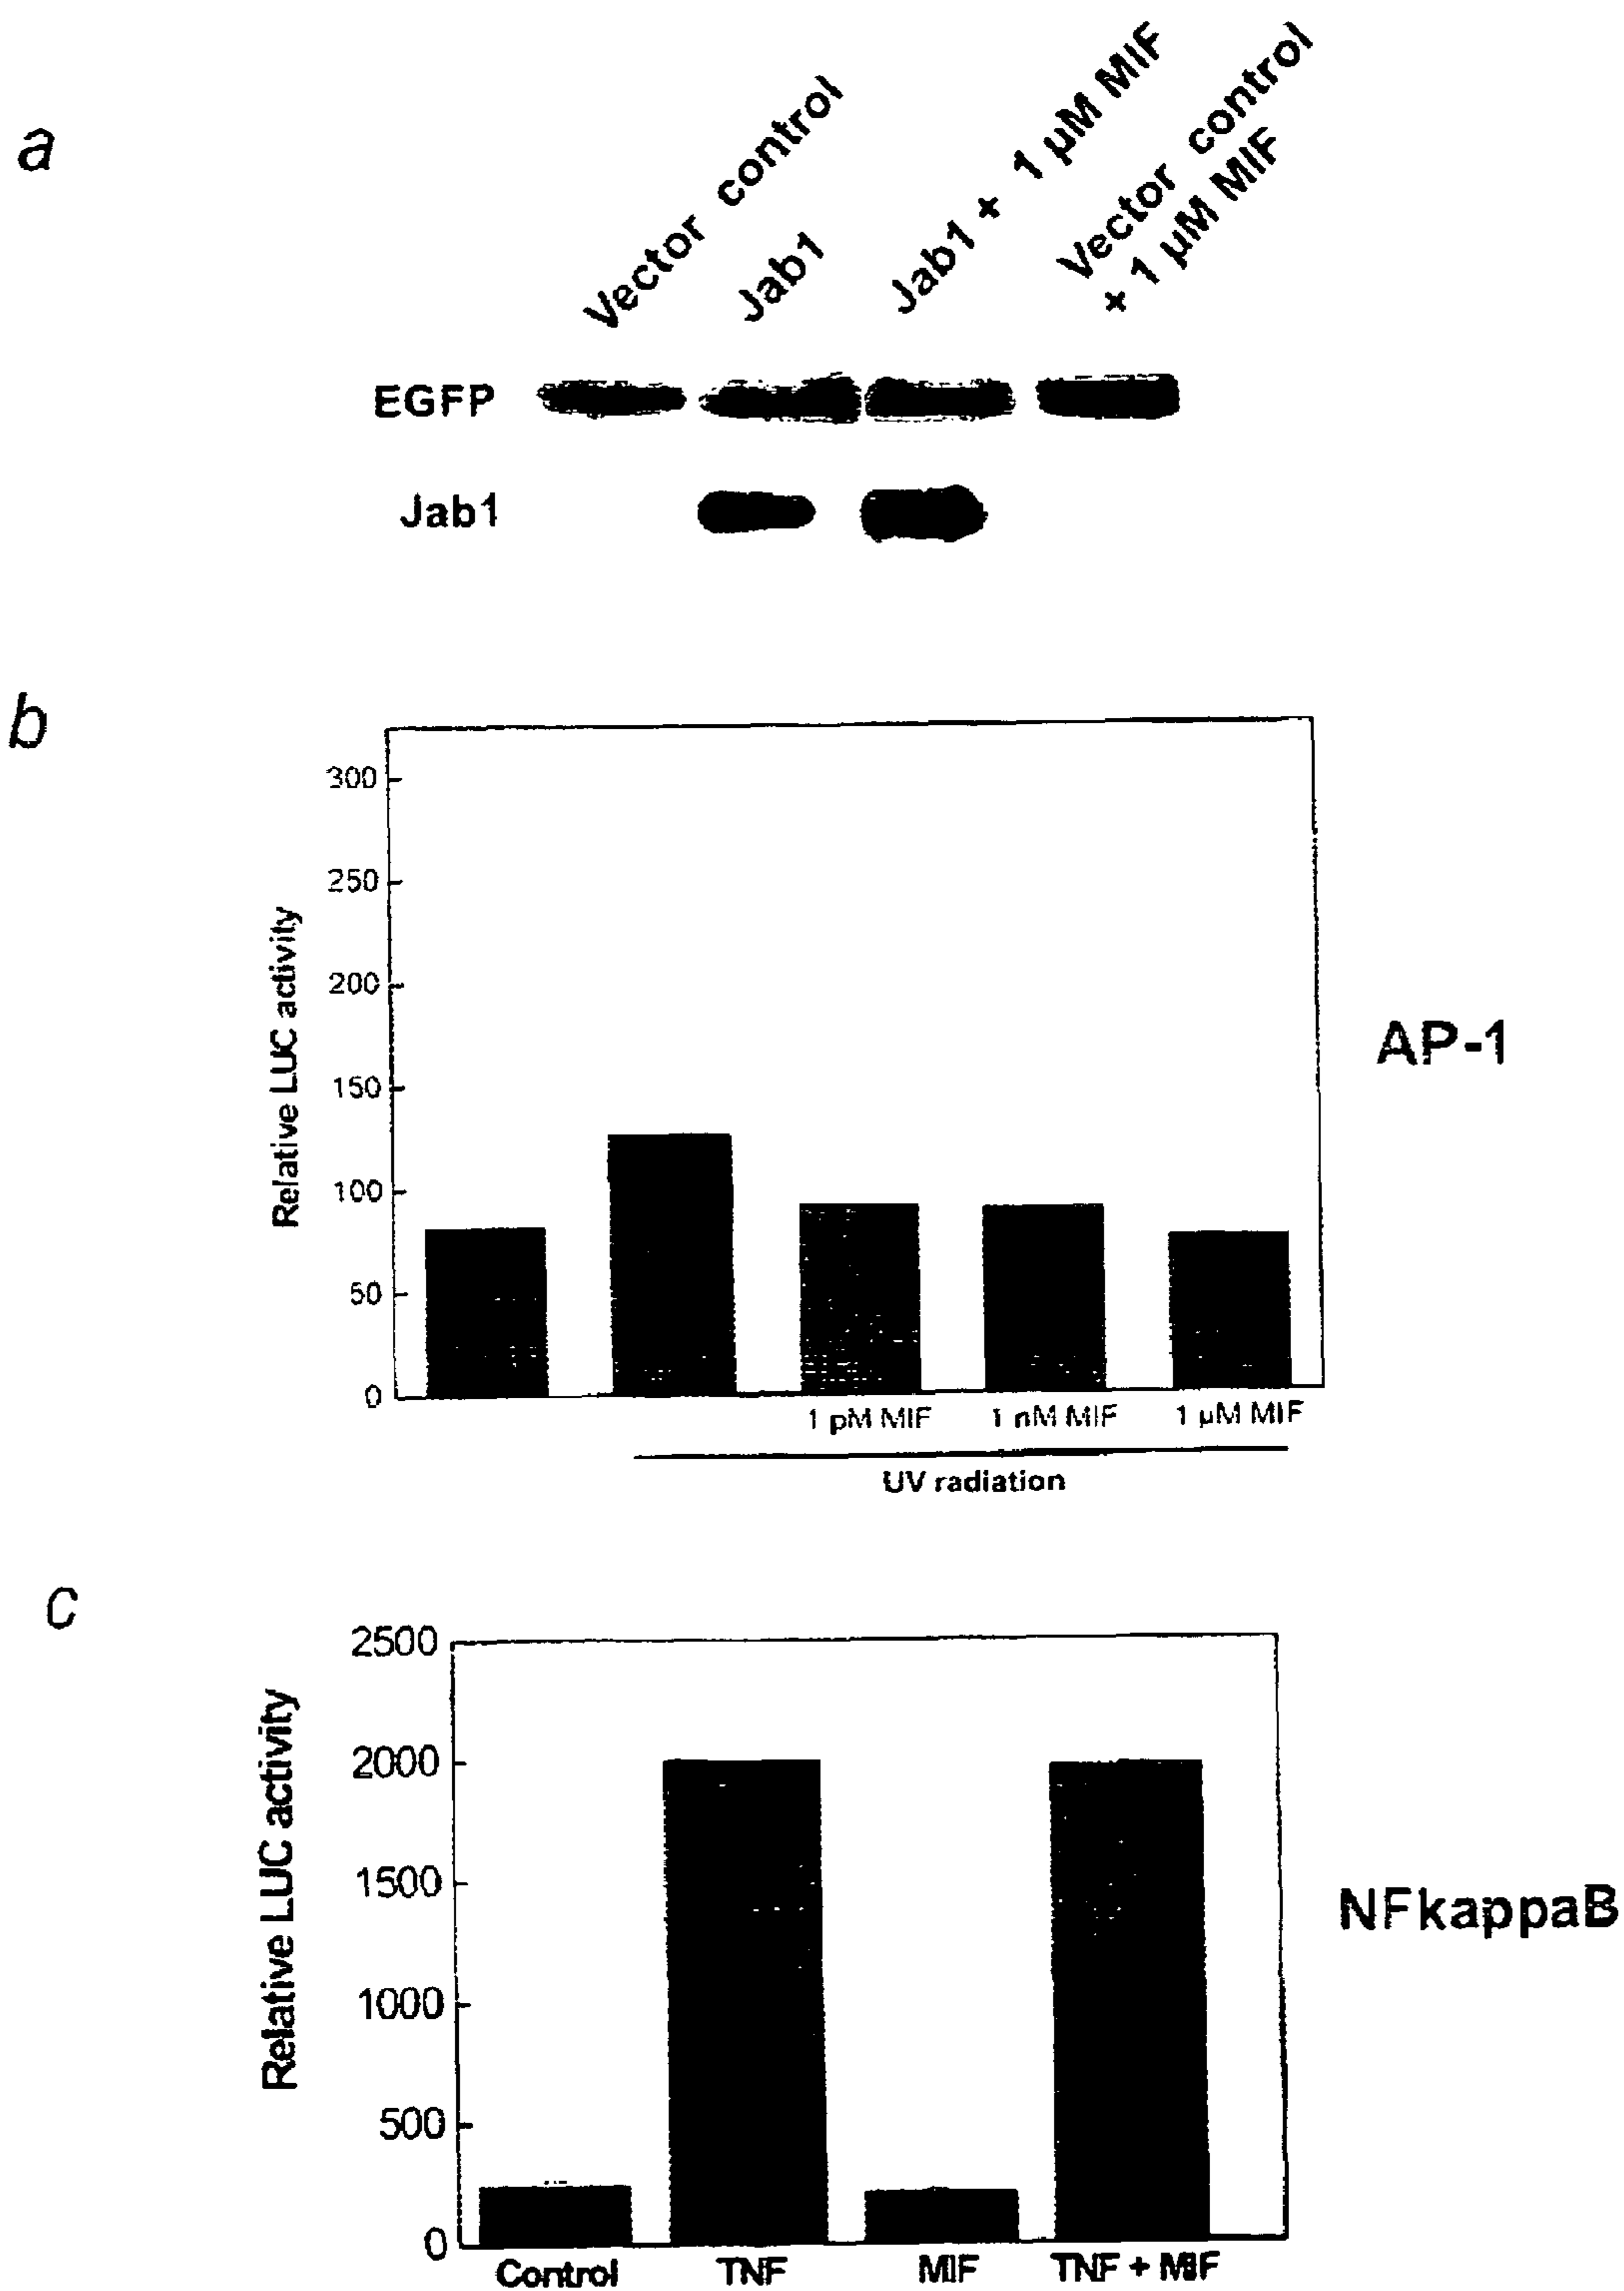 a
Vector control
Jab1
Jab1 + 1 µM MIF
Vector control
+ 1 µM MIF
EGFP
Jab1
b
300
250
200
150
100
50
0
Relative LUC activity
AP-1
1 pM MIF 1 nM MIF 1 µM MIF
UV radiation
c
2500
2000
1500
1000
500
0
Relative LUC activity
NFkappaB
Control TNF MIF TNF + MIF